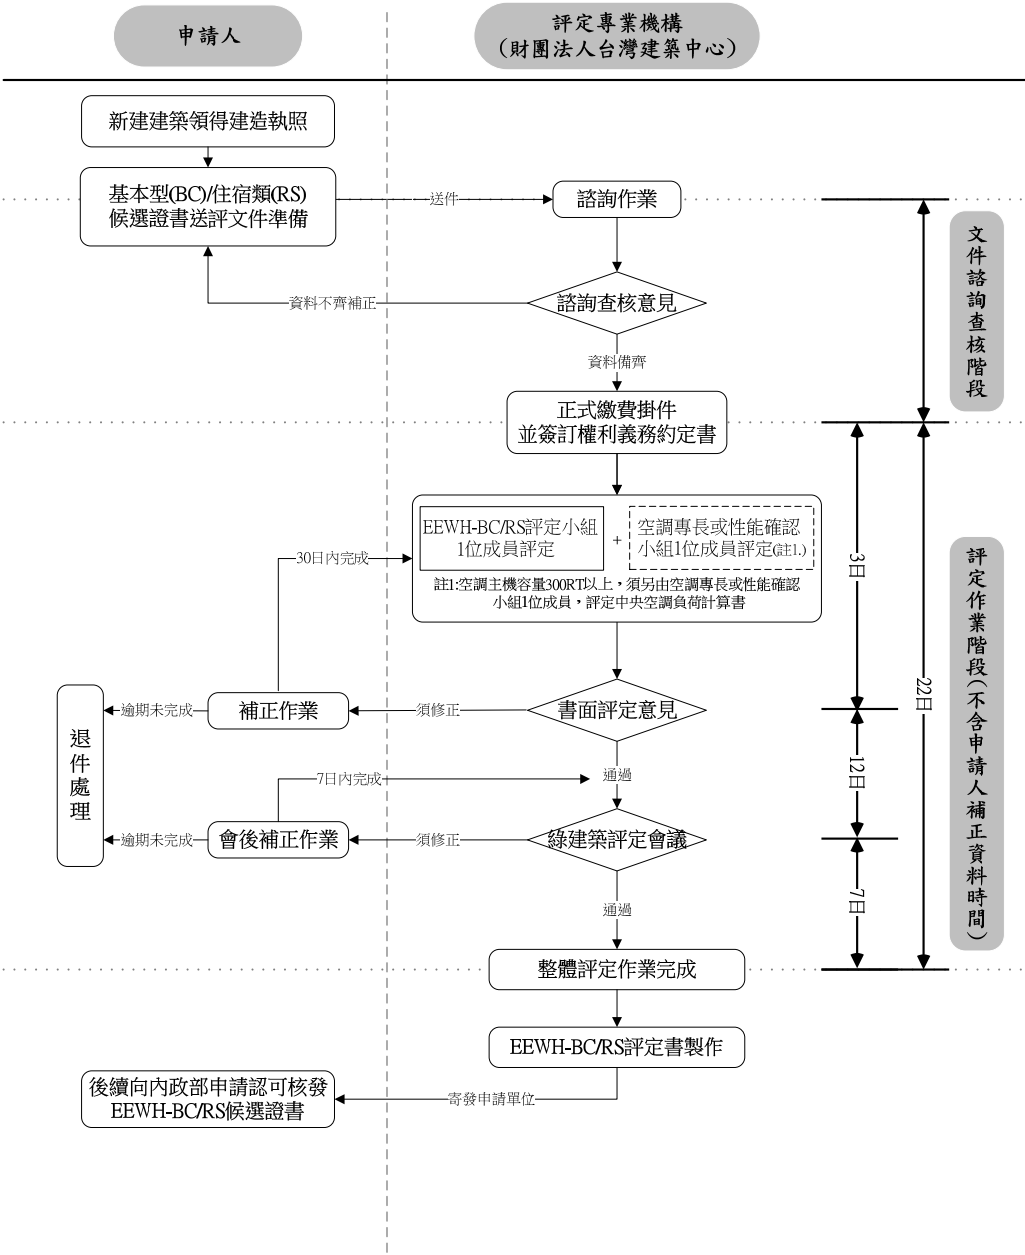 申請人
評定專業機構
（財團法人台灣建築中心）
新建建築領得建造執照
基本型(BC)/住宿類(RS)
候選證書送評文件準備
送件
諮詢作業
諮詢查核意見
資料不齊補正
資料備齊
正式繳費掛件
並簽訂權利義務約定書
文件諮詢查核階段
EEWH-BC/RS評定小組
1位成員評定
+
空調專長或性能確認
小組1位成員評定(註1.)
註1:空調主機容量300RT以上，須另由空調專長或性能確認
小組1位成員，評定中央空調負荷計算書
30日內完成
3日
22日
評定作業階段(不含申請人補正資料時間)
書面評定意見
須修正
補正作業
逾期未完成
退件處理
通過
7日內完成
12日
綠建築評定會議
須修正
會後補正作業
逾期未完成
7日
通過
整體評定作業完成
EEWH-BC/RS評定書製作
寄發申請單位
後續向內政部申請認可核發
EEWH-BC/RS候選證書